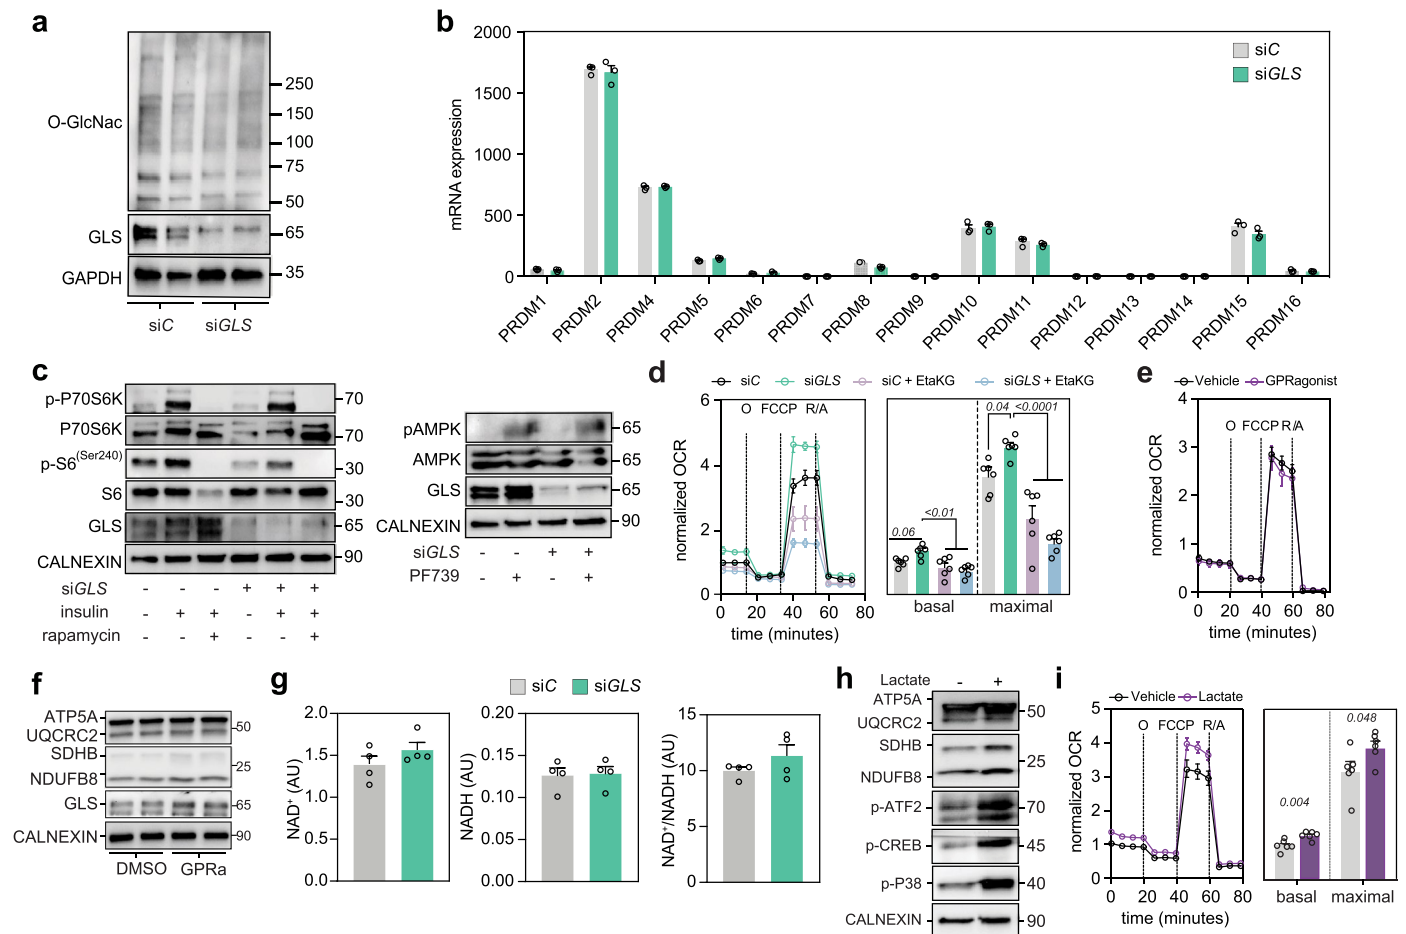 a
O-GlcNac
250
150
100
75
50
GLS
65
GAPDH
35
siC
siGLS
b
mRNA expression
2000
1500
1000
500
0
siC
siGLS
PRDM1
PRDM2
PRDM4
PRDM5
PRDM6
PRDM7
PRDM8
PRDM9
PRDM10
PRDM11
PRDM12
PRDM13
PRDM14
PRDM15
PRDM16
c
p-P70S6K
70
P70S6K
70
p-S6(Ser240)
30
S6
30
GLS
65
CALNEXIN
90
siGLS - - - + + +
insulin - + + - + +
rapamycin - - + - - +
pAMPK
65
AMPK
65
GLS
65
CALNEXIN
90
siGLS - - + +
PF739 - + - +
d
siC
siGLS
siC + EtaKG
siGLS + EtaKG
normalized OCR
6
4
2
0
O FCCP R/A
0 20 40 60 80
time (minutes)
0.06
<0.01
0.04
<0.0001
basal
maximal
e
Vehicle
GPRagonist
normalized OCR
4
3
2
1
0
O FCCP R/A
0 20 40 60 80
time (minutes)
f
ATP5A
UQCRC2
50
SDHB
25
NDUFB8
GLS
65
CALNEXIN
90
DMSO
GPRa
g
siC
siGLS
NAD+ (AU)
2.0
1.5
1.0
0.5
0.0
NADH (AU)
0.20
0.15
0.10
0.05
0.00
NAD+/NADH (AU)
15
10
5
0
h
Lactate - +
ATP5A
50
UQCRC2
SDHB
25
NDUFB8
p-ATF2
70
p-CREB
45
p-P38
40
CALNEXIN
90
i
Vehicle
Lactate
normalized OCR
5
4
3
2
1
0
O FCCP R/A
0 20 40 60 80
time (minutes)
0.004
0.048
basal
maximal